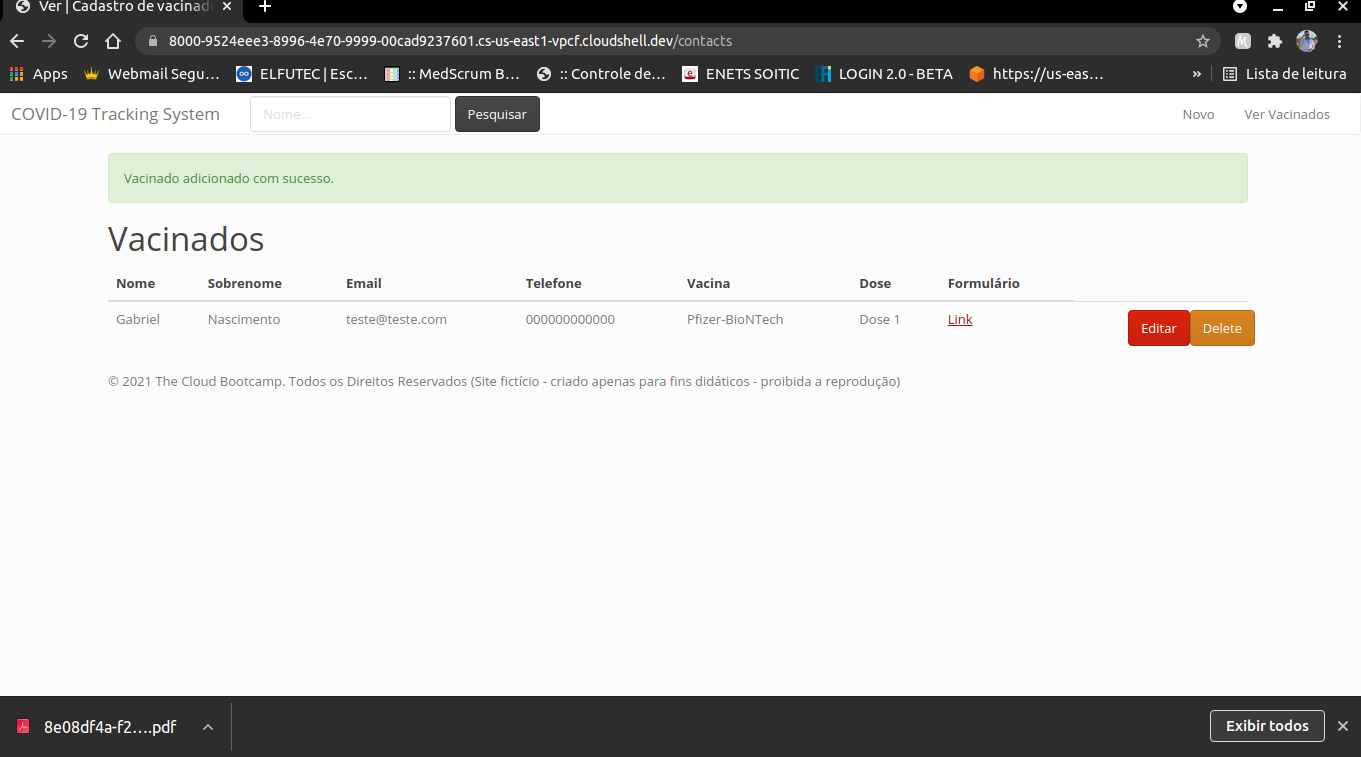 Ver | Cadastro de vacinad
8000-9524eee3-8996-4e70-9999-00cad9237601.cs-us-east1-vpcf.cloudshell.dev/contacts
Apps Webmail Segu... ELFUTEC | Esc... :: MedScrum B... :: Controle de... ENETS SOITIC LOGIN 2.0 - BETA https://us-eas... » Lista de leitura
COVID-19 Tracking System Nome... Pesquisar Novo Ver Vacinados
Vacinado adicionado com sucesso.
Vacinados
Nome Sobrenome Email Telefone Vacina Dose Formulário
Gabriel Nascimento teste@teste.com 000000000000 Pfizer-BioNTech Dose 1 Link Editar Delete
© 2021 The Cloud Bootcamp. Todos os Direitos Reservados (Site fictício - criado apenas para fins didáticos - proibida a reprodução)
8e08df4a-f2....pdf Exibir todos